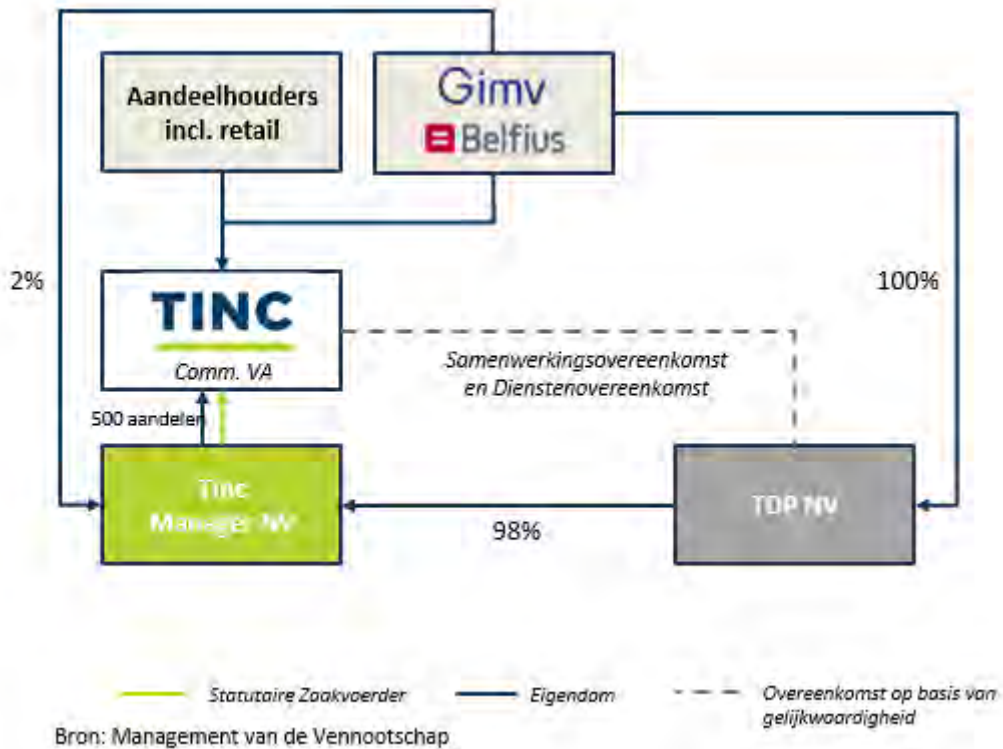 Aandeelhouders
incl. retail
Gimv
Belfius
2%
100%
TINC
Comm. VA
Samenwerkingsovereenkomst
en Dienstenovereenkomst
500 aandelen
TINC
Manager NV
TDP NV
98%
Statutaire Zaakvoerder
Eigendom
Overeenkomst op basis van
gelijkwaardigheid
Bron: Management van de Vennootschap